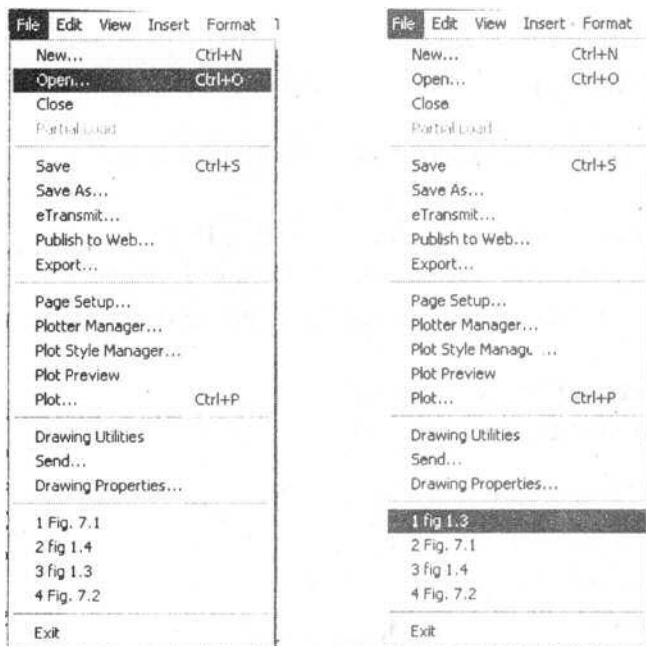 File Edit View Insert Format
New... Ctrl+N
Open... Ctrl+O
Close
Partial Load
Save Ctrl+S
Save As...
eTransmit...
Publish to Web...
Export...
Page Setup...
Plotter Manager...
Plot Style Manager...
Plot Preview
Plot... Ctrl+P
Drawing Utilities
Send...
Drawing Properties...
1 Fig. 7.1
2 fig 1.4
3 fig 1.3
4 Fig. 7.2
Exit
File Edit View Insert Format
New... Ctrl+N
Open... Ctrl+O
Close
Partial Load
Save Ctrl+S
Save As...
eTransmit...
Publish to Web...
Export...
Page Setup...
Plotter Manager...
Plot Style Manag ...
Plot Preview
Plot... Ctrl+P
Drawing Utilities
Send...
Drawing Properties...
1 fig 1.3
2 Fig. 7.1
3 fig 1.4
4 Fig. 7.2
Exit